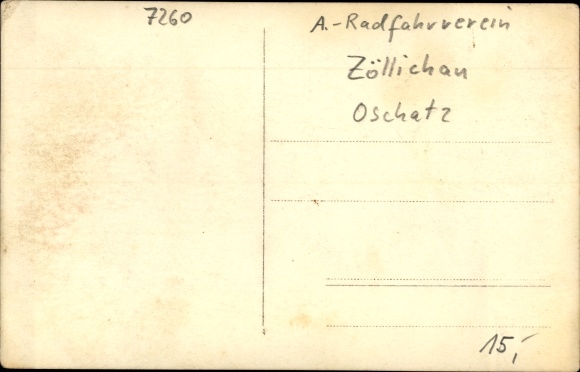 7260
A.-Radfahrverein
Zöllichau
Oschatz
15,-